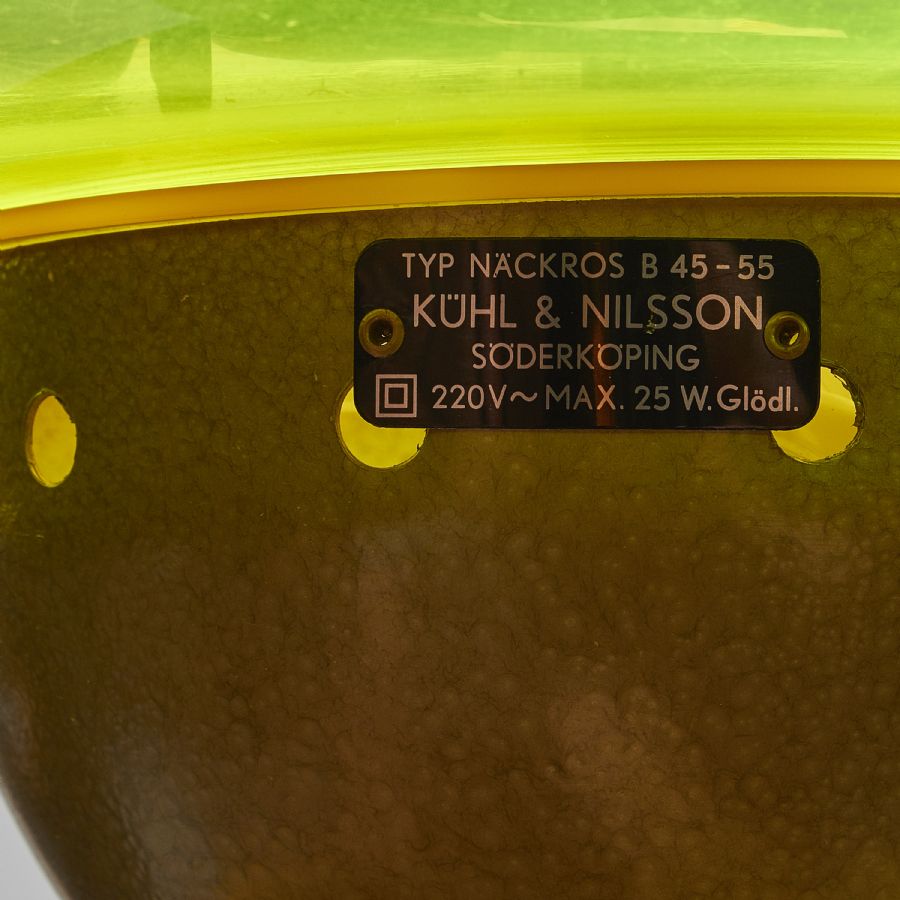 TYP NÄCKROS B 45-55
KÜHL & NILSSON
SÖDERKÖPING
220V~MAX. 25 W.Glödl.